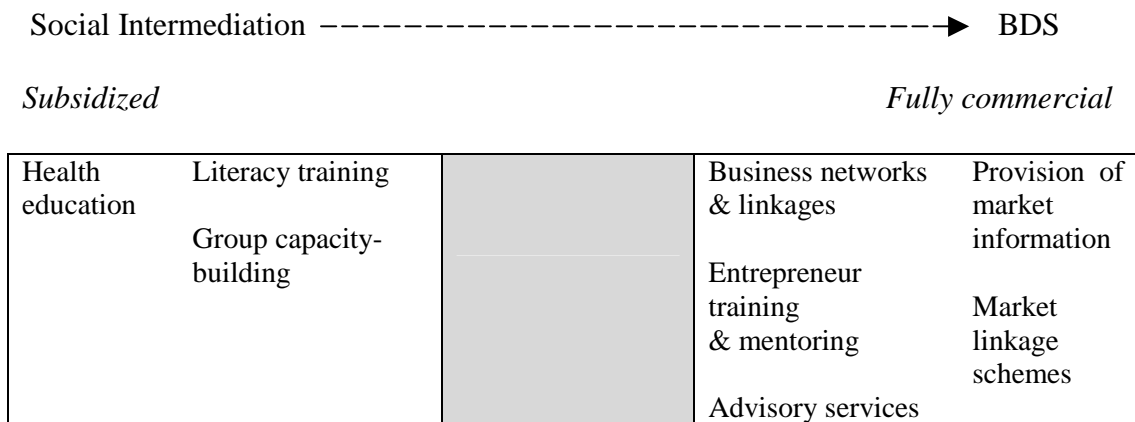 Social Intermediation BDS
Subsidized Fully commercial
Health
education
Literacy training
Group capacity-
building
Business networks
& linkages
Entrepreneur
training
& mentoring
Advisory services
Provision of
market
information
Market
linkage
schemes